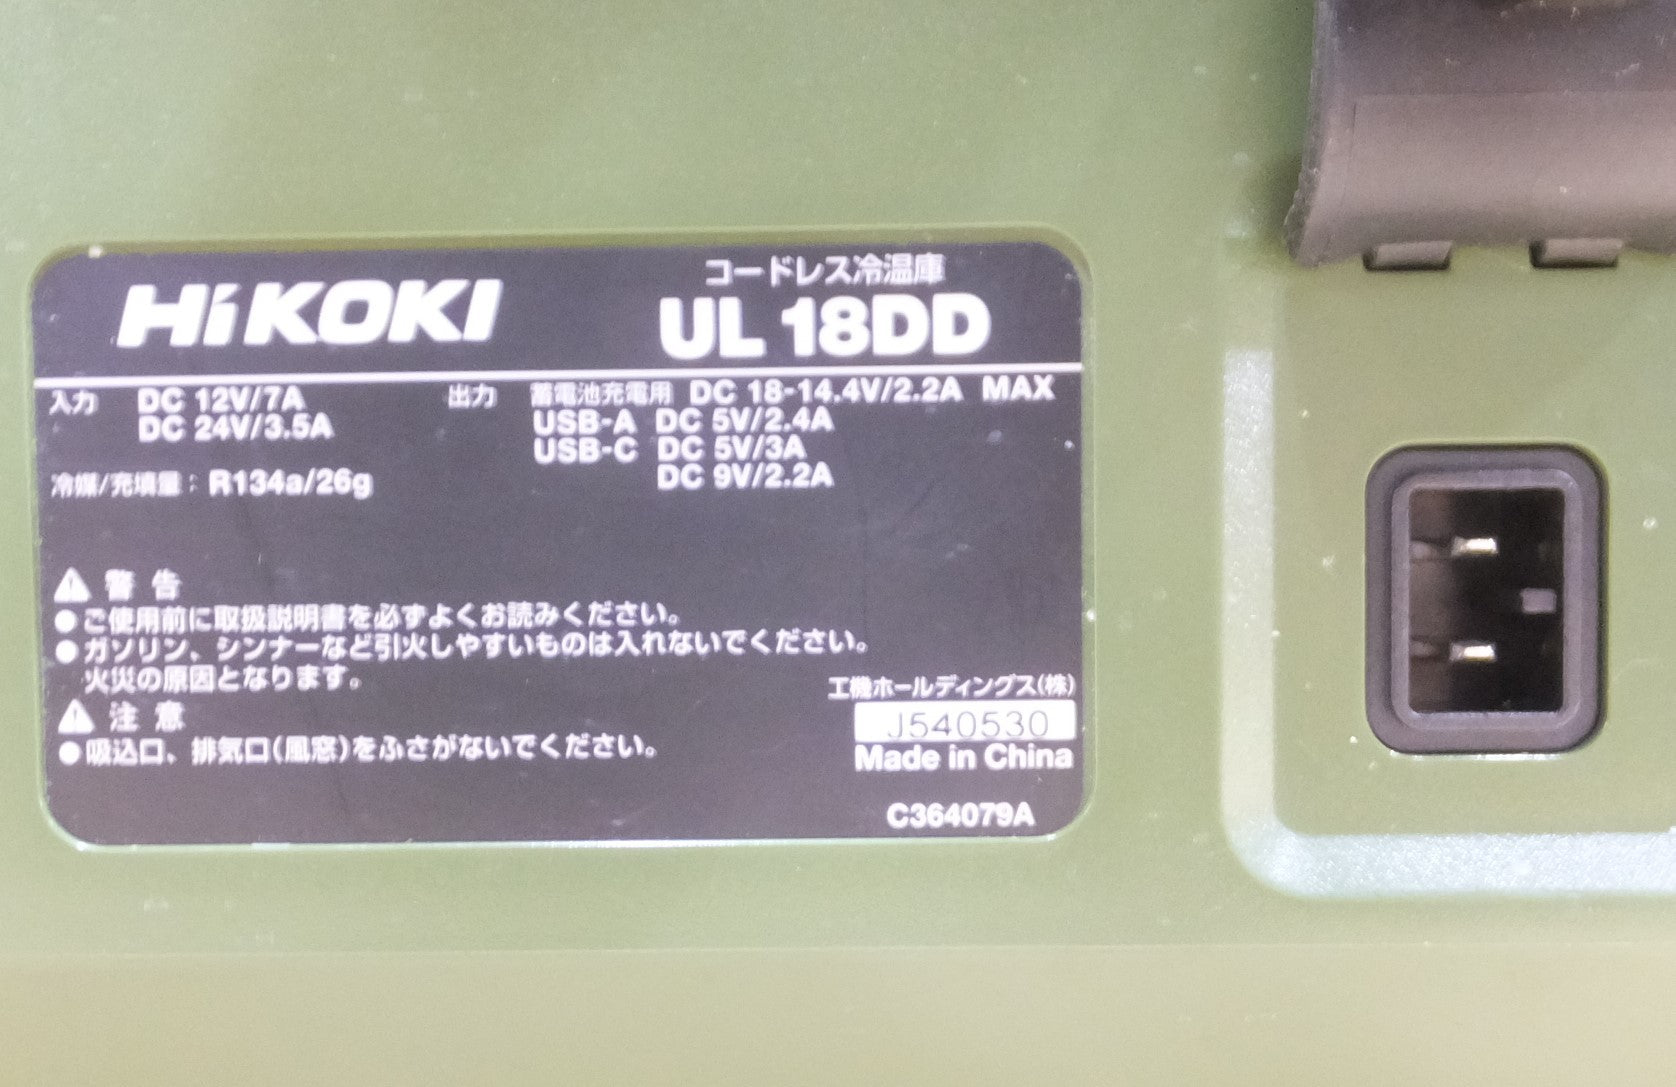 HiKOKI
コードレス冷温庫
UL 18DD
入力 DC 12V/7A
DC 24V/3.5A
出力 蓄電池充電用 DC 18-14.4V/2.2A MAX
USB-A DC 5V/2.4A
USB-C DC 5V/3A
DC 9V/2.2A
冷媒/充填量：R134a/26g
⚠ 警 告
●ご使用前に取扱説明書を必ずよくお読みください。
●ガソリン、シンナーなど引火しやすいものは入れないでください。
火災の原因となります。
⚠ 注 意
●吸込口、排気口(風窓)をふさがないでください。
工機ホールディングス(株)
J540530
Made in China
C364079A